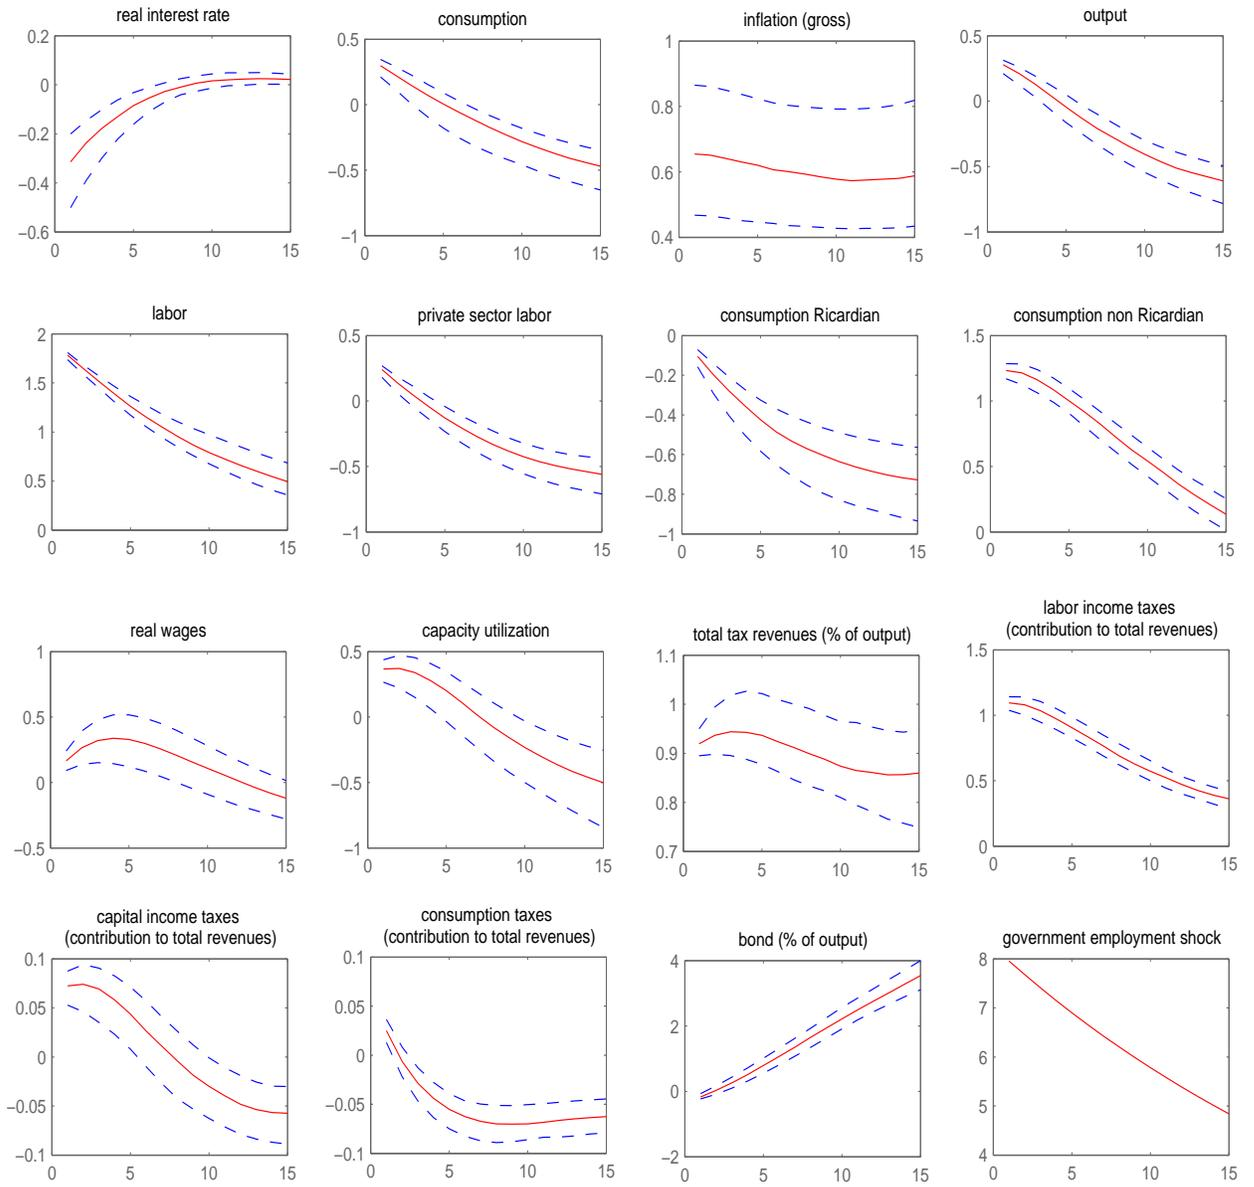 real interest rate
consumption
inflation (gross)
output
0.2
0
−0.2
−0.4
−0.6
0 5 10 15
0.5
0
−0.5
−1
0 5 10 15
1
0.8
0.6
0.4
0 5 10 15
0.5
0
−0.5
−1
0 5 10 15
labor
private sector labor
consumption Ricardian
consumption non Ricardian
2
1.5
1
0.5
0
0 5 10 15
0.5
0
−0.5
−1
0 5 10 15
0
−0.2
−0.4
−0.6
−0.8
−1
0 5 10 15
1.5
1
0.5
0
0 5 10 15
real wages
capacity utilization
total tax revenues (% of output)
labor income taxes
(contribution to total revenues)
1
0.5
0
−0.5
0 5 10 15
0.5
0
−0.5
−1
0 5 10 15
1.1
1
0.9
0.8
0.7
0 5 10 15
1.5
1
0.5
0
0 5 10 15
capital income taxes
(contribution to total revenues)
consumption taxes
(contribution to total revenues)
bond (% of output)
government employment shock
0.1
0.05
0
−0.05
−0.1
0 5 10 15
0.1
0.05
0
−0.05
−0.1
0 5 10 15
4
2
0
−2
0 5 10 15
8
7
6
5
4
0 5 10 15